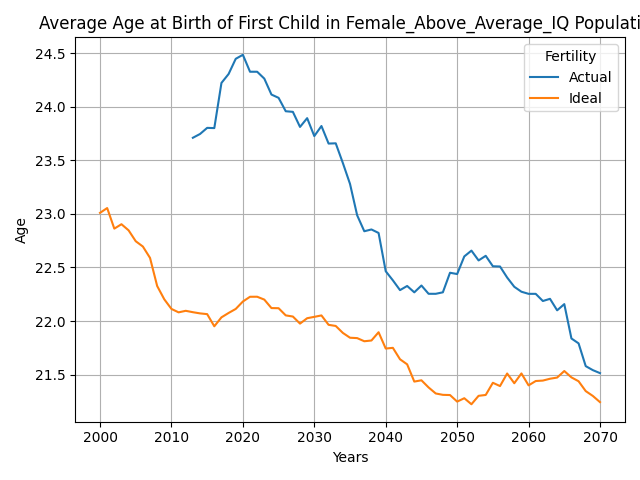 Average Age at Birth of First Child in Female_Above_Average_IQ Populati
Fertility
Actual
Ideal
24.5
24.0
23.5
23.0
22.5
22.0
21.5
Age
2000 2010 2020 2030 2040 2050 2060 2070
Years